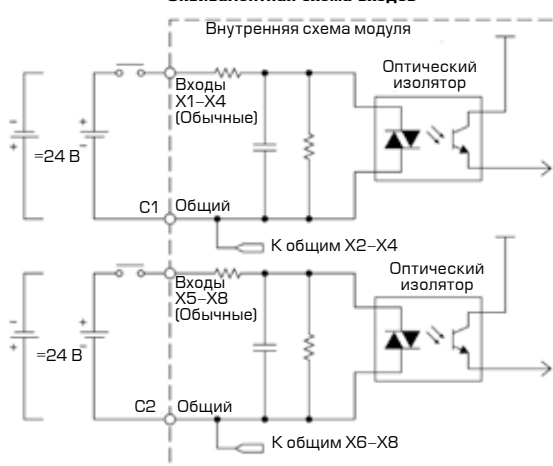 Внутренняя схема модуля
Оптический
изолятор
Входы
X1–X4
(Обычные)
- +
+ -
=24 В
C1 Общий
К общим X2–X4
Оптический
изолятор
Входы
X5–X8
(Обычные)
- +
+ -
=24 В
C2 Общий
К общим X6–X8